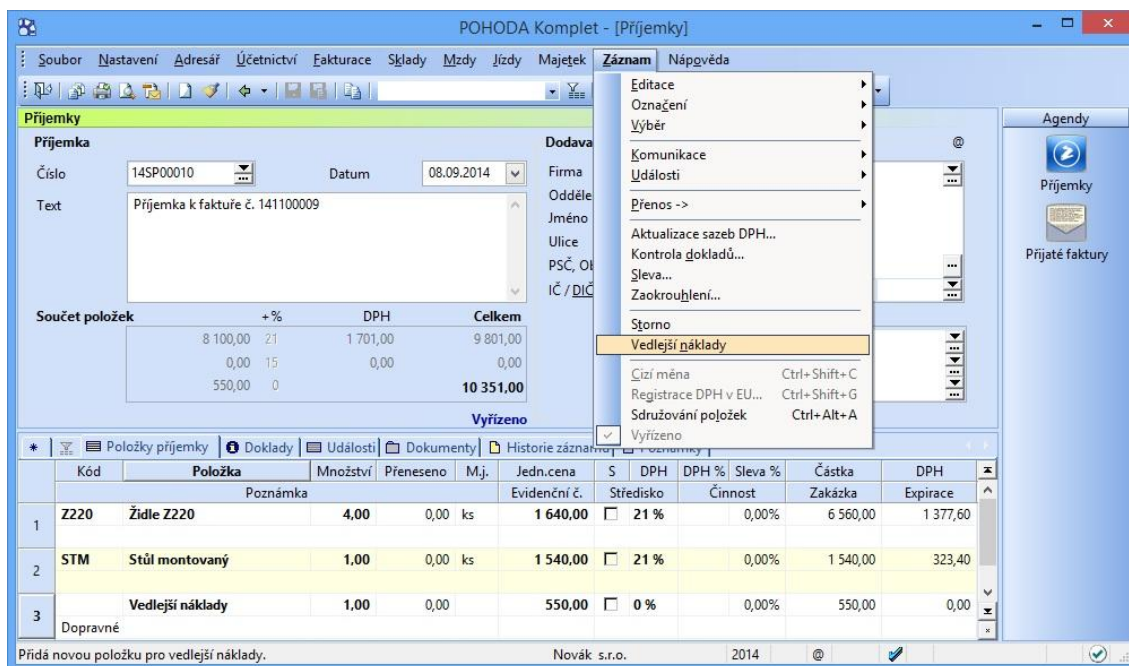 POHODA Komplet - [Příjemky]
Soubor Nastavení Adresář Účetnictví Fakturace Sklady Mzdy Jízdy Majetek Záznam Nápověda
Příjemky
Příjemka
Číslo 14SP00010 Datum 08.09.2014
Text Příjemka k faktuře č. 141100009
Součet položek +% DPH Celkem
8 100,00 21 1 701,00 9 801,00
0,00 15 0,00 0,00
550,00 0 10 351,00
Vyřízeno
Dodava
@
Firma
Odděle
Jméno
Ulice
PSČ, Ob
IČ / DIČ
Editace
Označení
Výběr
Komunikace
Události
Přenos ->
Aktualizace sazeb DPH...
Kontrola dokladů...
Sleva...
Zaokrouhlení...
Storno
Vedlejší náklady
Cizí měna Ctrl+Shift+C
Registrace DPH v EU... Ctrl+Shift+G
Sdružování položek Ctrl+Alt+A
Vyřízeno
Agendy
2
Příjemky
Přijaté faktury
* Položky příjemky Doklady Události Dokumenty Historie záznamu Poznámky
Kód Položka Množství Přeneseno M.j. Jedn.cena S DPH DPH % Sleva % Částka DPH
Poznámka Evidenční č. Středisko Činnost Zakázka Expirace
1 Z220 Židle Z220 4,00 0,00 ks 1 640,00 21 % 0,00% 6 560,00 1 377,60
2 STM Stůl montovaný 1,00 0,00 ks 1 540,00 21 % 0,00% 1 540,00 323,40
3 Vedlejší náklady 1,00 0,00 550,00 0 % 0,00% 550,00 0,00
Dopravné
Přidá novou položku pro vedlejší náklady. Novák s.r.o. 2014 @